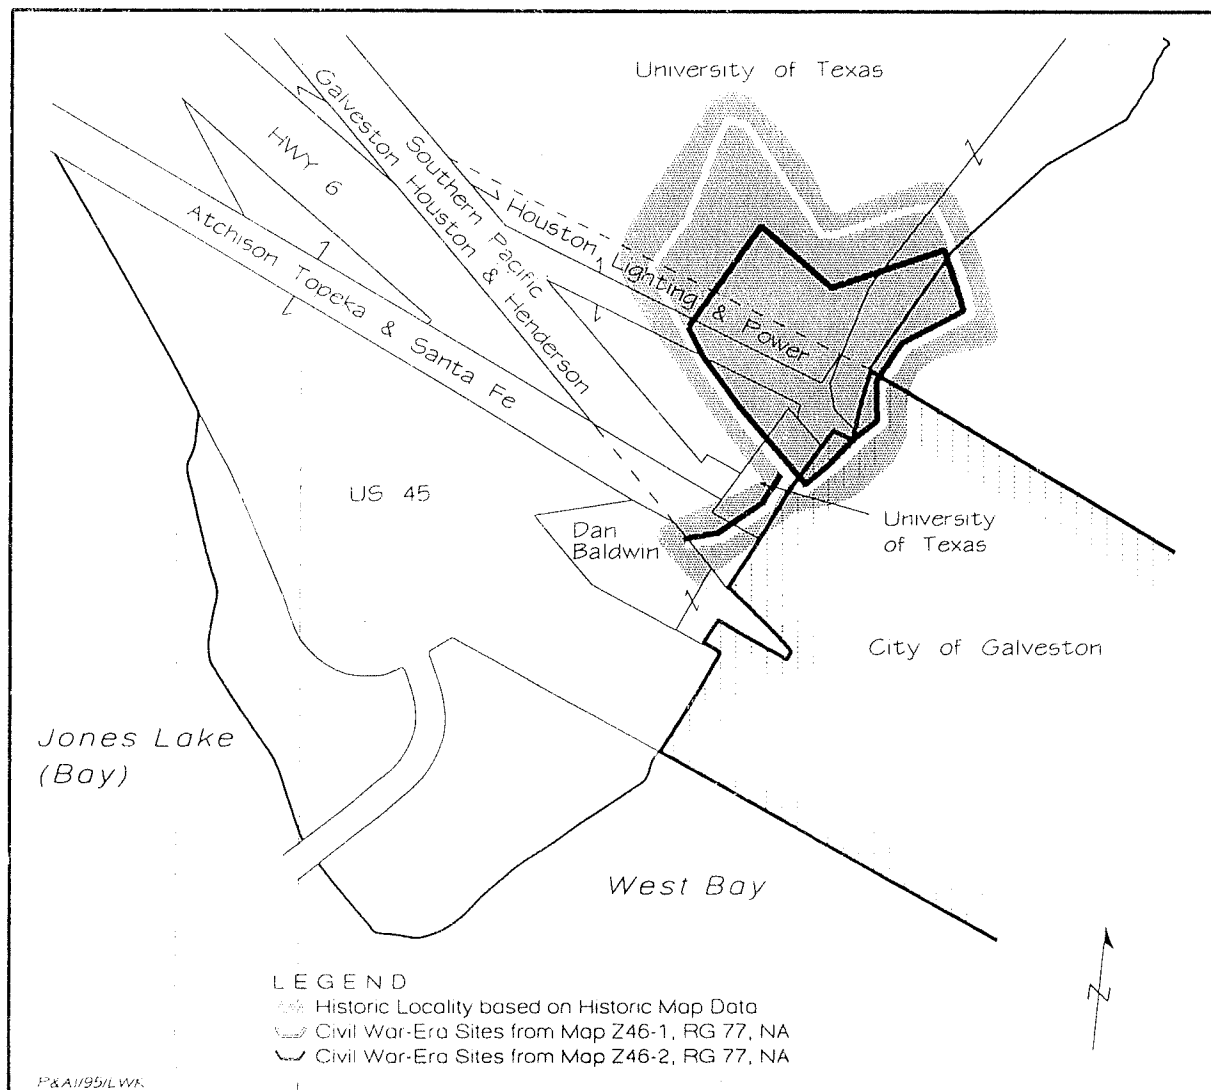 University of Texas
Galveston Houston & Henderson
Southern Pacific
HWY 6
Houston Lighting & Power
Atchison Topeka & Santa Fe
US 45
Dan
Baldwin
University
of Texas
City of Galveston
Jones Lake
(Bay)
West Bay
LEGEND
Historic Locality based on Historic Map Data
Civil War-Era Sites from Map Z46-1, RG 77, NA
Civil War-Era Sites from Map Z46-2, RG 77, NA
N
P&AI/95/LWK